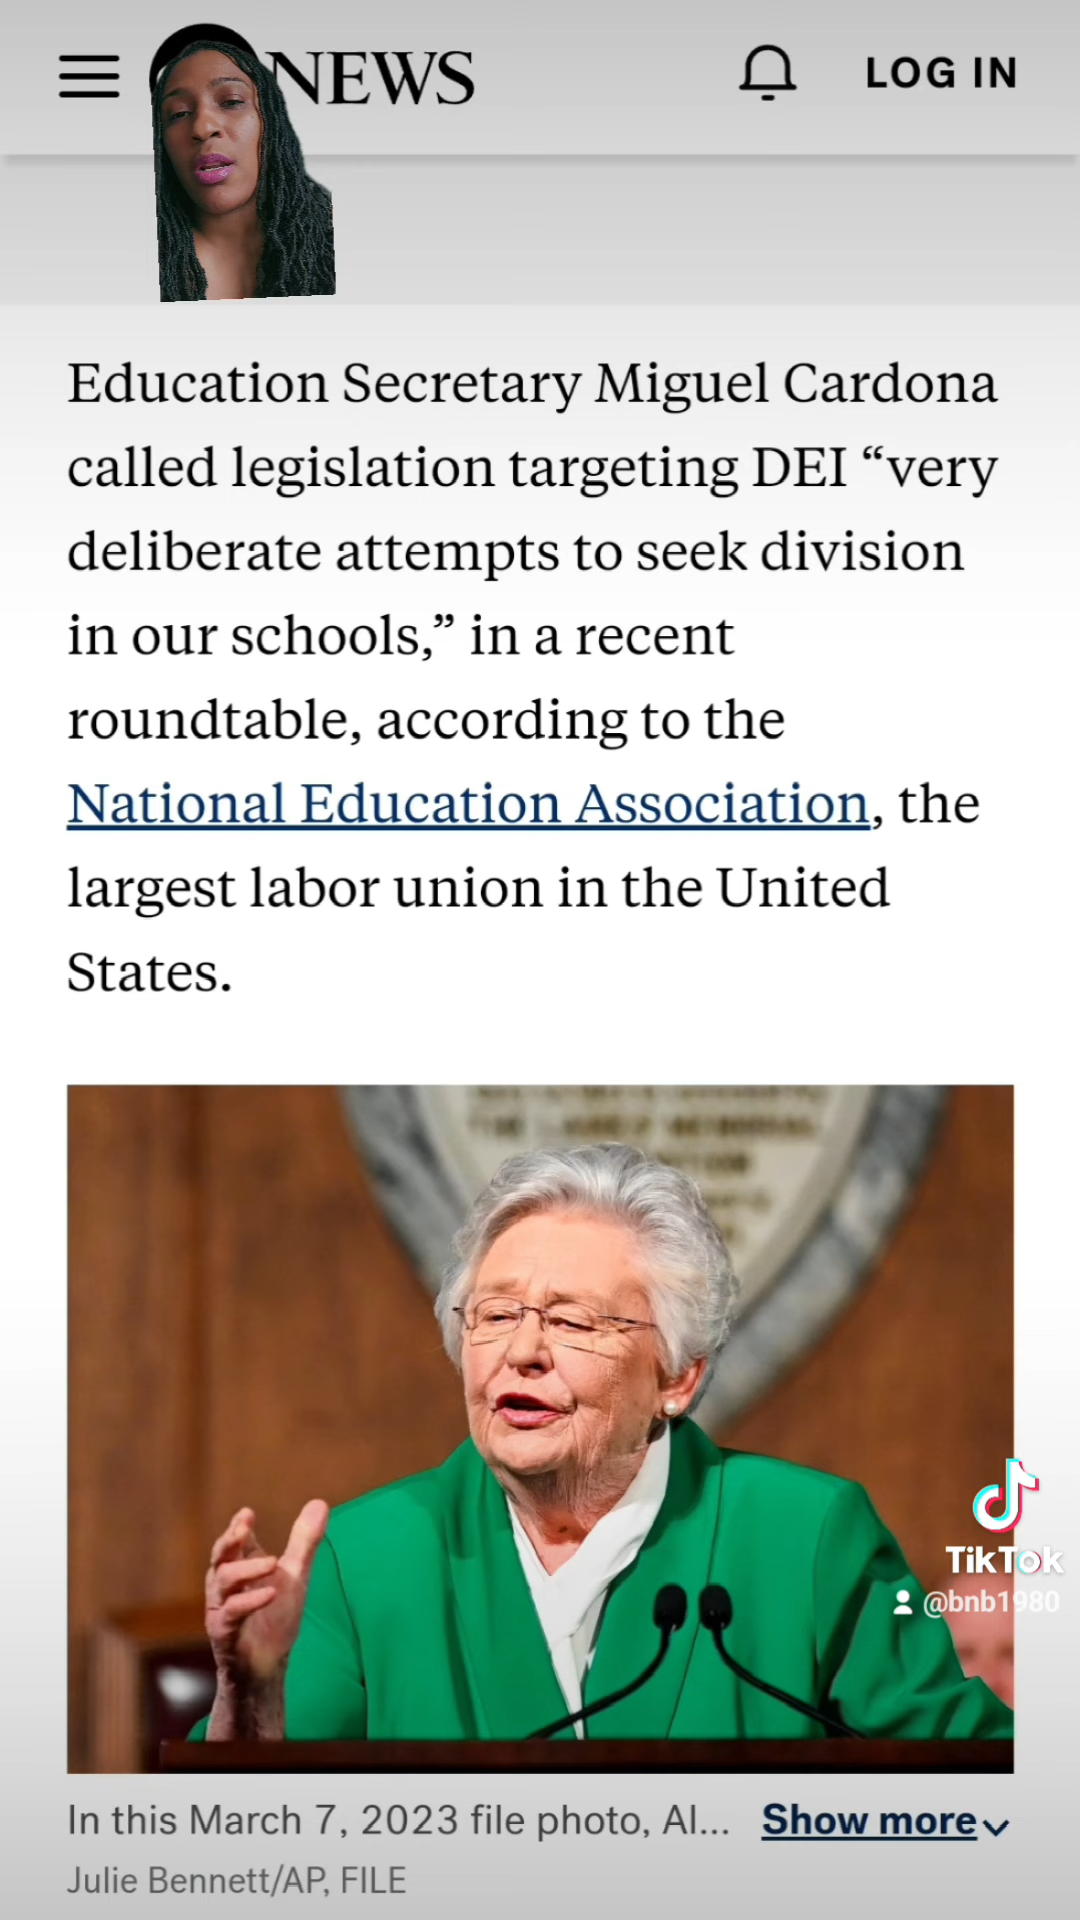 NEWS
LOG IN
Education Secretary Miguel Cardona
called legislation targeting DEI “very
deliberate attempts to seek division
in our schools,” in a recent
roundtable, according to the
National Education Association, the
largest labor union in the United
States.
TikTok
@bnb1980
In this March 7, 2023 file photo, Al... Show more
Julie Bennett/AP, FILE